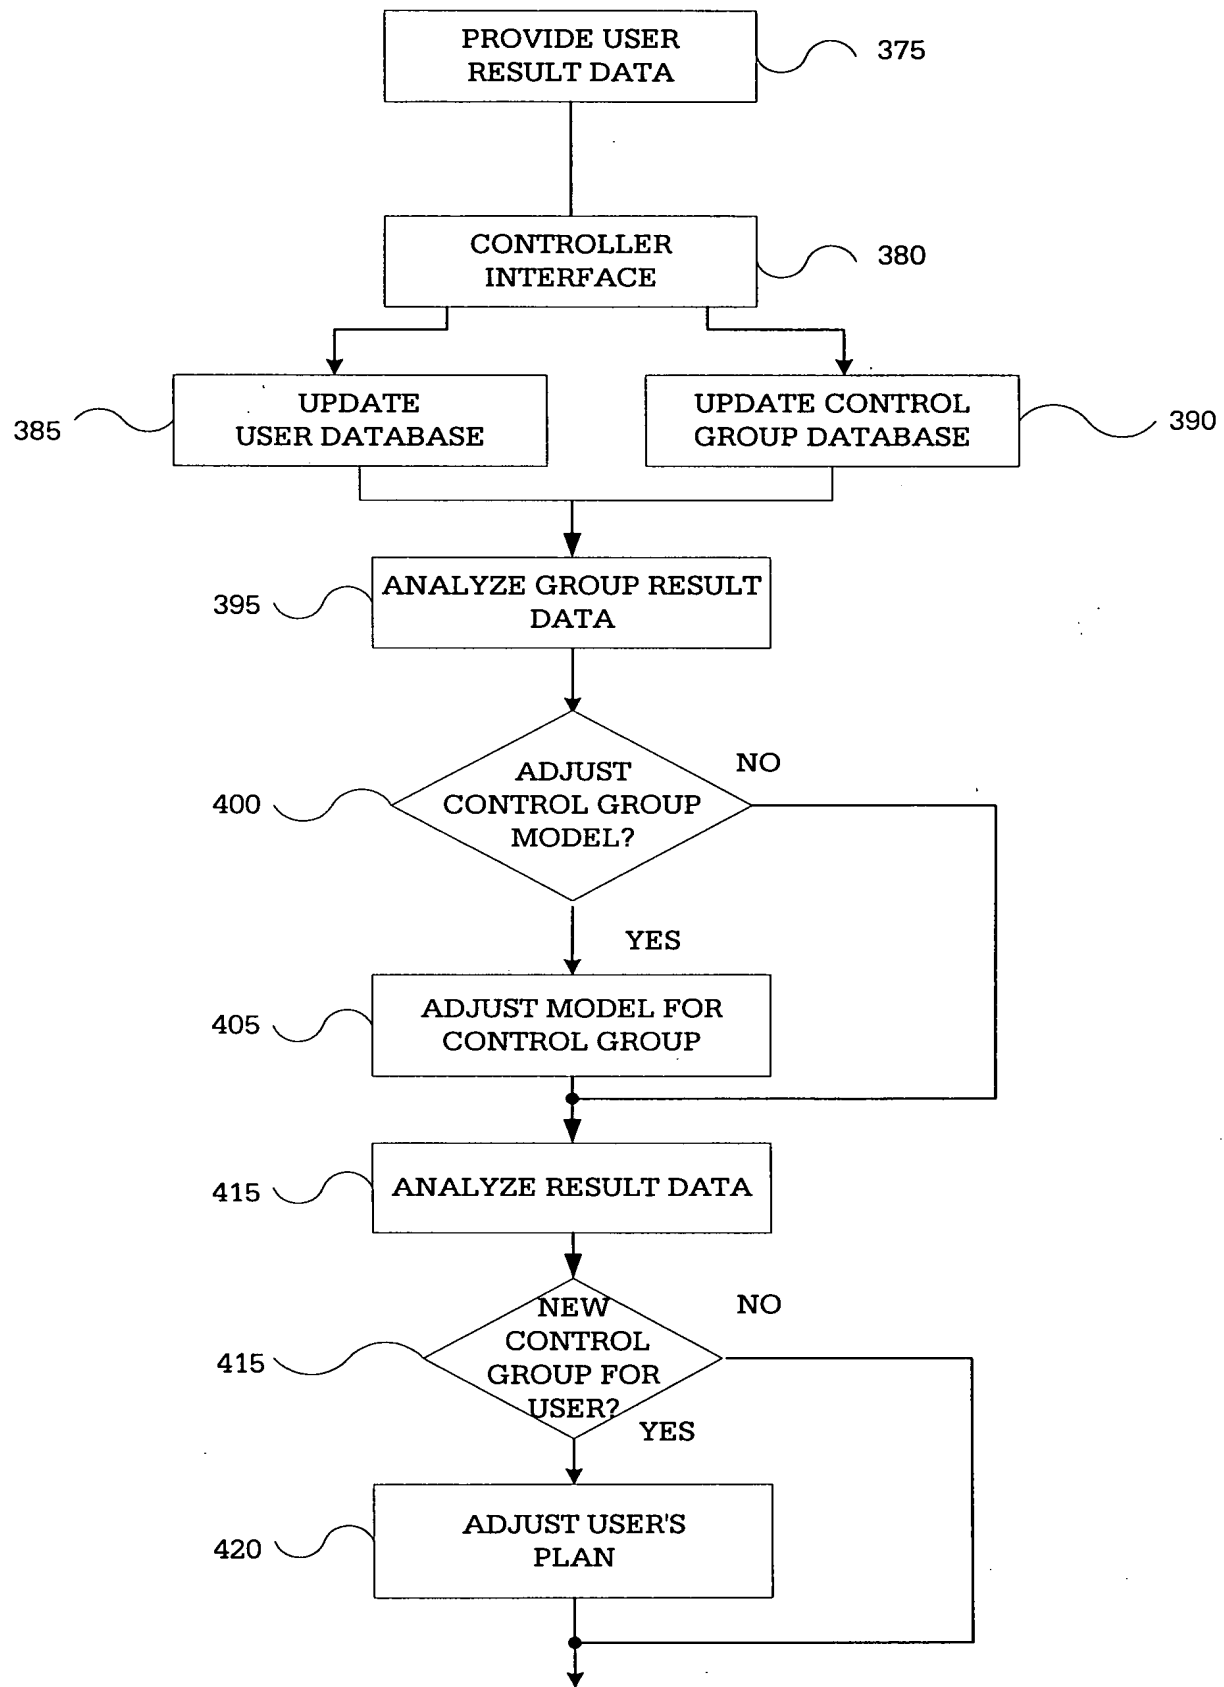 PROVIDE USER
RESULT DATA
375
CONTROLLER
INTERFACE
380
385
UPDATE
USER DATABASE
UPDATE CONTROL
GROUP DATABASE
390
395
ANALYZE GROUP RESULT
DATA
400
ADJUST
CONTROL GROUP
MODEL?
NO
YES
405
ADJUST MODEL FOR
CONTROL GROUP
415
ANALYZE RESULT DATA
415
NEW
CONTROL
GROUP FOR
USER?
NO
YES
420
ADJUST USER'S
PLAN